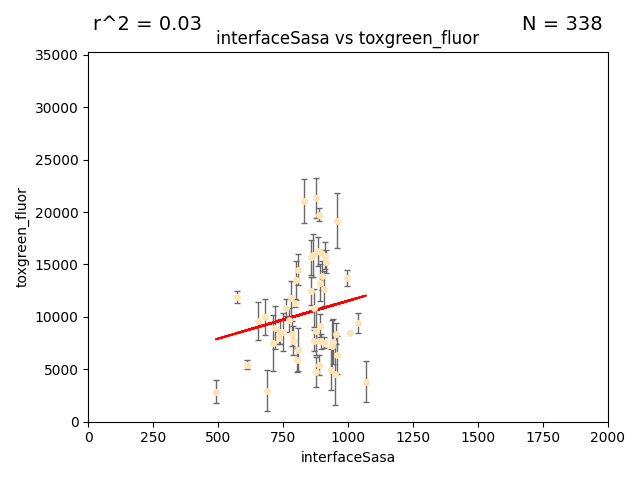 r^2 = 0.03
N = 338
interfaceSasa vs toxgreen_fluor
35000
30000
25000
20000
15000
10000
5000
0
toxgreen_fluor
0 250 500 750 1000 1250 1500 1750 2000
interfaceSasa